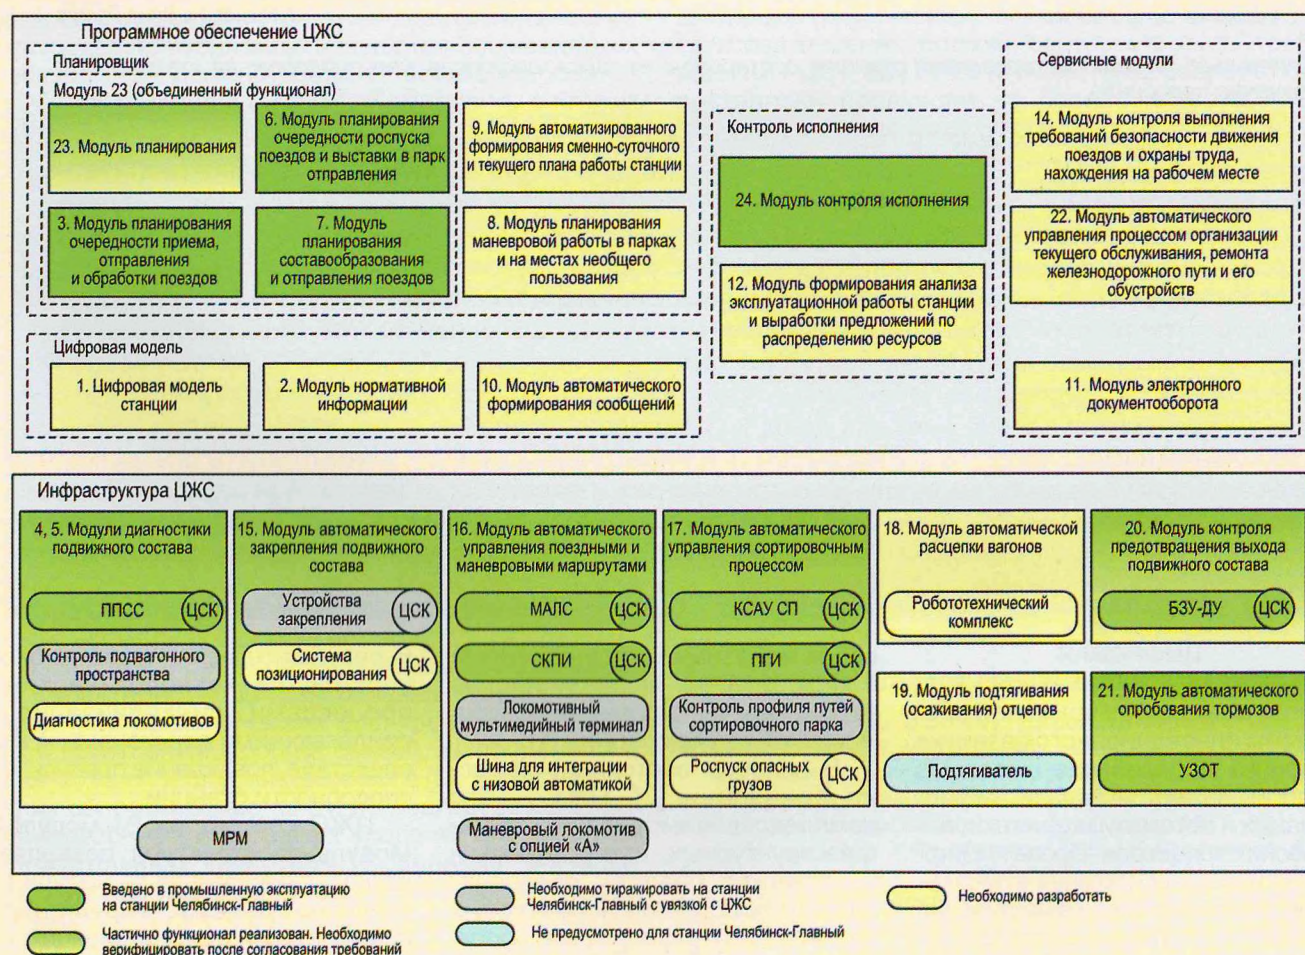 Программное обеспечение ЦЖС
Планировщик
Модуль 23 (объединенный функционал)
23. Модуль планирования
6. Модуль планирования
очередности роспуска
поездов и выставки в парк
отправления
9. Модуль автоматизированного
формирования сменно-суточного
и текущего плана работы станции
3. Модуль планирования
очередности приема,
отправления
и обработки поездов
7. Модуль
планирования
составообразования
и отправления поездов
8. Модуль планирования
маневровой работы в парках
и на местах необщего
пользования
Контроль исполнения
24. Модуль контроля исполнения
12. Модуль формирования анализа
эксплуатационной работы станции
и выработки предложений по
распределению ресурсов
Сервисные модули
14. Модуль контроля выполнения
требований безопасности движения
поездов и охраны труда,
нахождения на рабочем месте
22. Модуль автоматического
управления процессом организации
текущего обслуживания, ремонта
железнодорожного пути и его
обустройств
11. Модуль электронного
документооборота
Цифровая модель
1. Цифровая модель
станции
2. Модуль нормативной
информации
10. Модуль автоматического
формирования сообщений
Инфраструктура ЦЖС
4, 5. Модули диагностики
подвижного состава
ППСС ЦСК
Контроль подвагонного
пространства
Диагностика локомотивов
15. Модуль автоматического
закрепления подвижного
состава
Устройства
закрепления ЦСК
Система
позиционирования ЦСК
16. Модуль автоматического
управления поездными и
маневровыми маршрутами
МАЛС ЦСК
СКПИ ЦСК
Локомотивный
мультимедийный терминал
Шина для интеграции
с низовой автоматикой
17. Модуль автоматического
управления сортировочным
процессом
КСАУ СП ЦСК
ПГИ ЦСК
Контроль профиля путей
сортировочного парка
Роспуск опасных
грузов ЦСК
18. Модуль автоматической
расцепки вагонов
Робототехнический
комплекс
19. Модуль подтягивания
(осаживания) отцепов
Подтягиватель
20. Модуль контроля
предотвращения выхода
подвижного состава
БЗУ-ДУ ЦСК
21. Модуль автоматического
опробования тормозов
УЗОТ
МРМ
Маневровый локомотив
с опцией «А»
Введено в промышленную эксплуатацию
на станции Челябинск-Главный
Частично функционал реализован. Необходимо
верифицировать после согласования требований
Необходимо тиражировать на станции
Челябинск-Главный с увязкой с ЦЖС
Не предусмотрено для станции Челябинск-Главный
Необходимо разработать